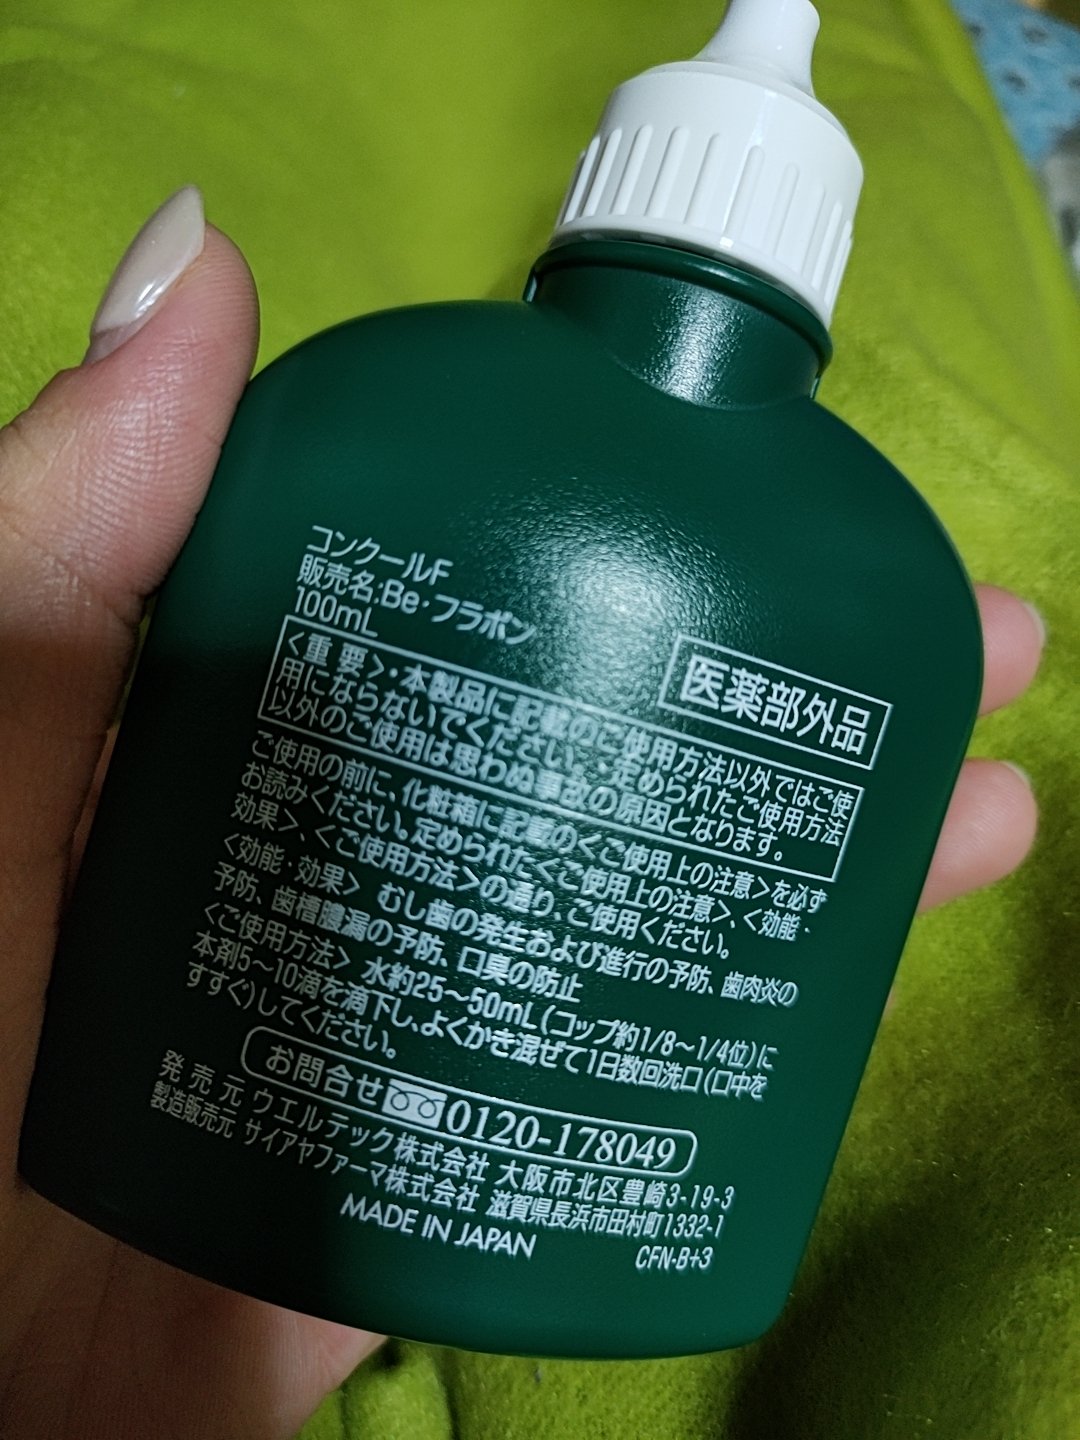 コンクールF
販売名:Be・フラボン
100mL
医薬部外品
<重要>・本製品に記載のご使用方法以外ではご使
用にならないでください。・定められたご使用方法
以外のご使用は思わぬ事故の原因となります。
ご使用の前に、化粧箱に記載の<ご使用上の注意>を必ず
お読みください。定められた<ご使用上の注意>、<効能・
効果>、<ご使用方法>の通り、ご使用ください。
<効能・効果> むし歯の発生および進行の予防、歯肉炎の
予防、歯槽膿漏の予防、口臭の防止
<ご使用方法> 水約25〜50mL(コップ約1/8〜1/4位)に
本剤5〜10滴を滴下し、よくかき混ぜて1日数回洗口(口中を
すすぐ)してください。
お問合せ 0120-178049
発売元 ウエルテック株式会社 大阪市北区豊崎3-19-3
製造販売元 サイアヤファーマ株式会社 滋賀県長浜市田村町1332-1
MADE IN JAPAN
CFN-B+3